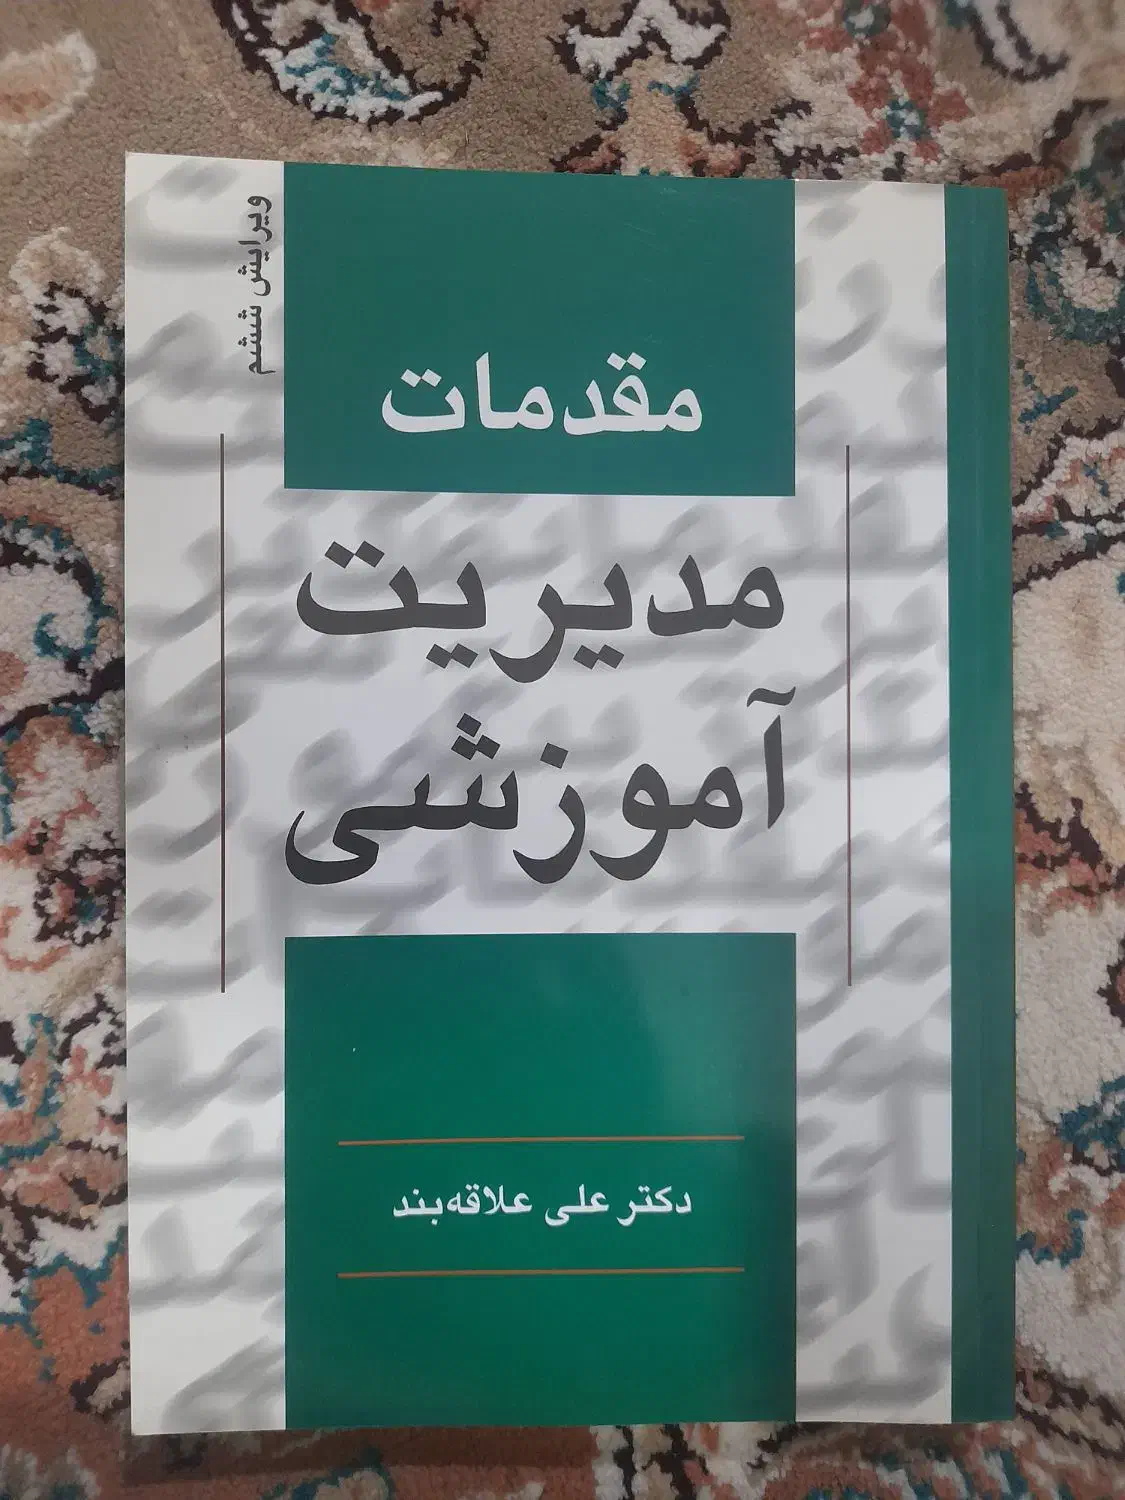 ویرایش ششم
مقدمات
مدیریت
آموزشی
دکتر علی علاقه‌بند